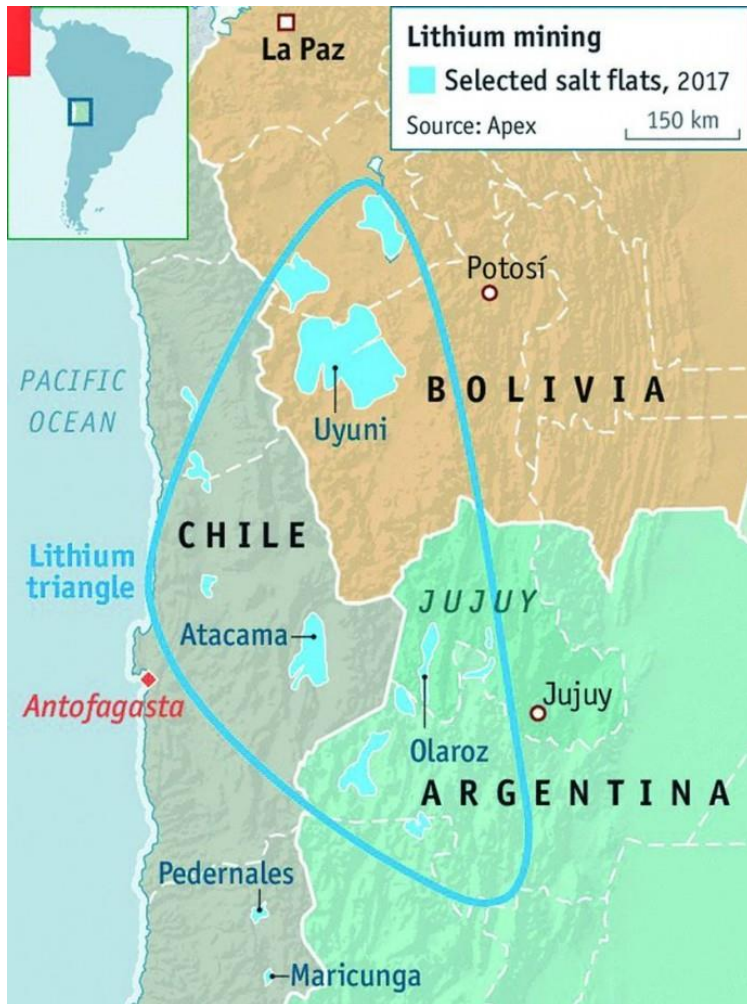 La Paz
Lithium mining
Selected salt flats, 2017
Source: Apex
150 km
Potosí
PACIFIC
OCEAN
BOLIVIA
Uyuni
CHILE
Lithium
triangle
JUJUY
Atacama
Antofagasta
Jujuy
Olaroz
ARGENTINA
Pedernales
Maricunga